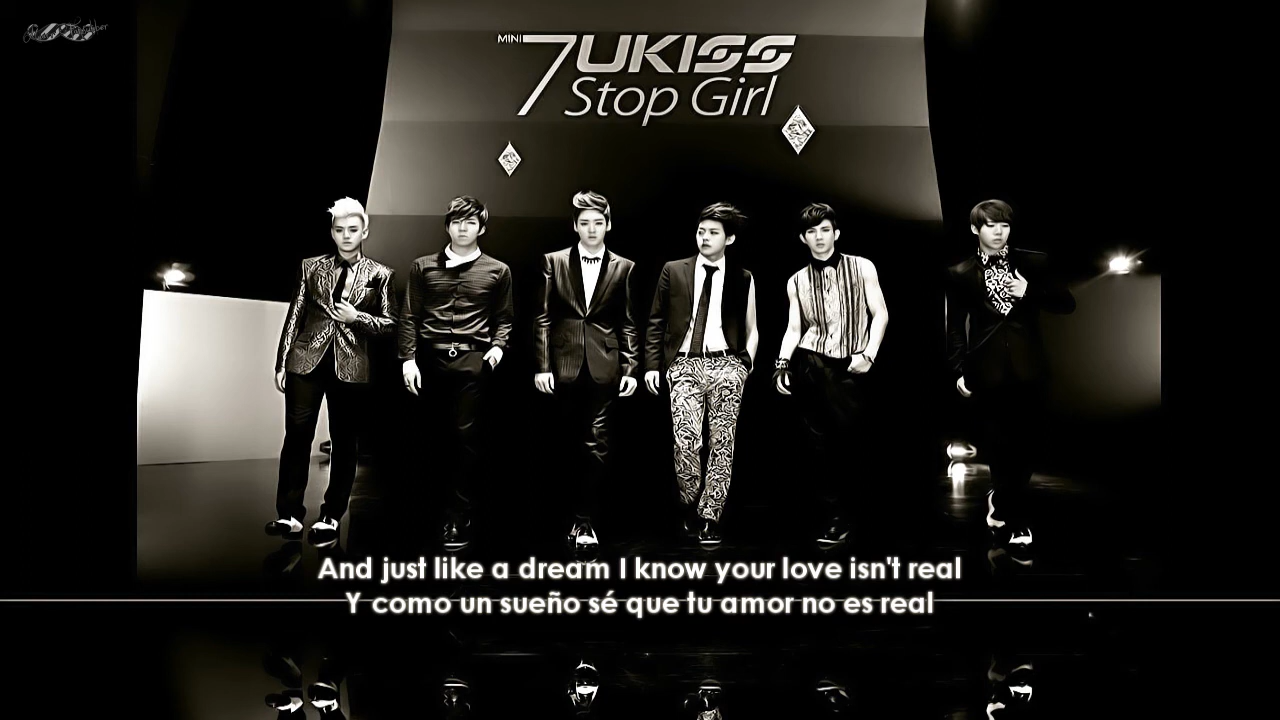 MINI
7 UKISS
Stop Girl
And just like a dream I know your love isn't real
Y como un sueño sé que tu amor no es real